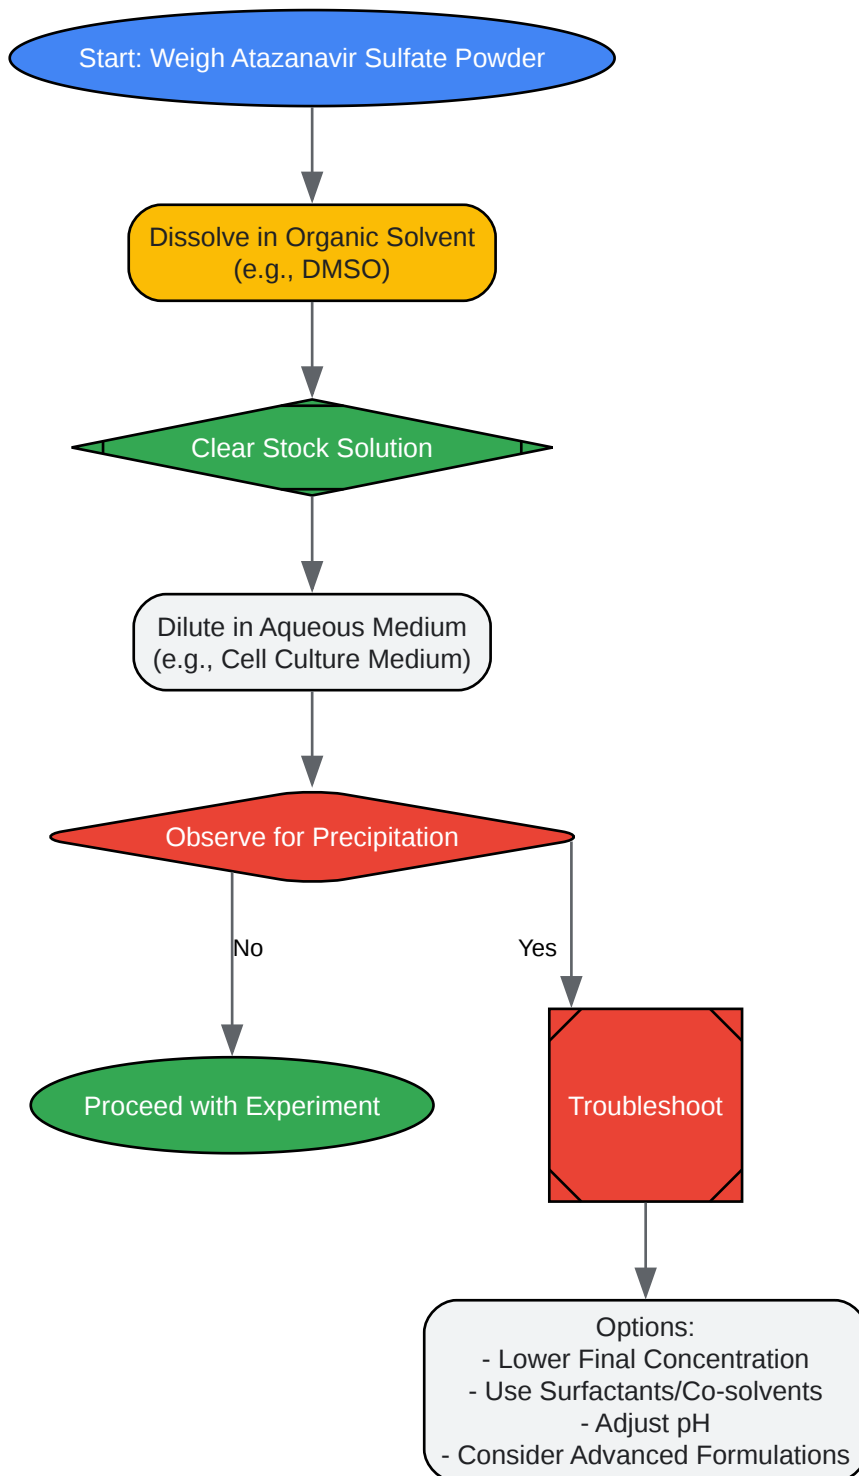 Start: Weigh Atazanavir Sulfate Powder
Dissolve in Organic Solvent
(e.g., DMSO)
Clear Stock Solution
Dilute in Aqueous Medium
(e.g., Cell Culture Medium)
Observe for Precipitation
No
Yes
Proceed with Experiment
Troubleshoot
Options:
- Lower Final Concentration
- Use Surfactants/Co-solvents
- Adjust pH
- Consider Advanced Formulations